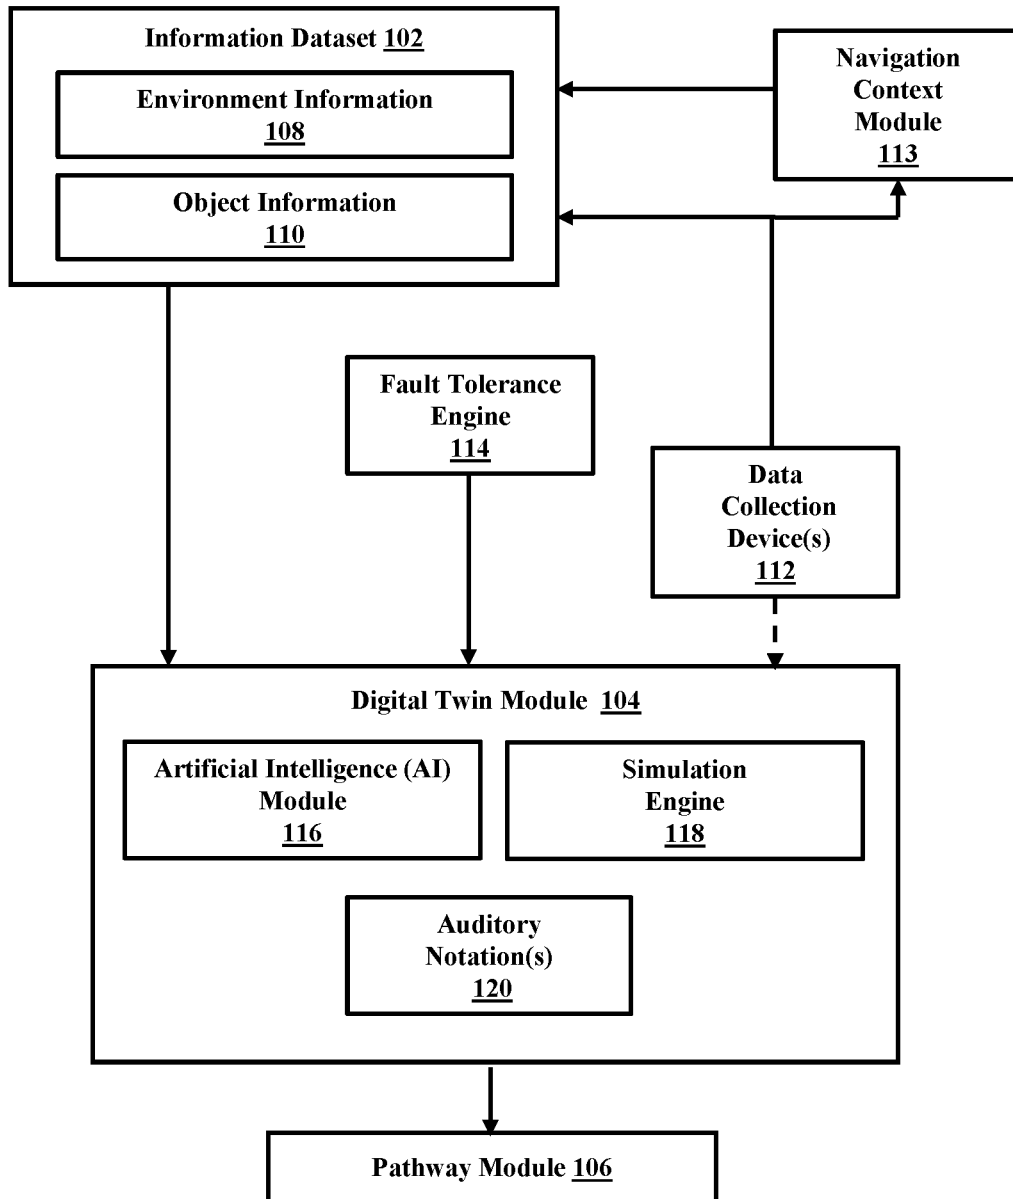 Information Dataset 102
Environment Information
108
Object Information
110
Navigation
Context
Module
113
Fault Tolerance
Engine
114
Data
Collection
Device(s)
112
Digital Twin Module 104
Artificial Intelligence (AI)
Module
116
Simulation
Engine
118
Auditory
Notation(s)
120
Pathway Module 106